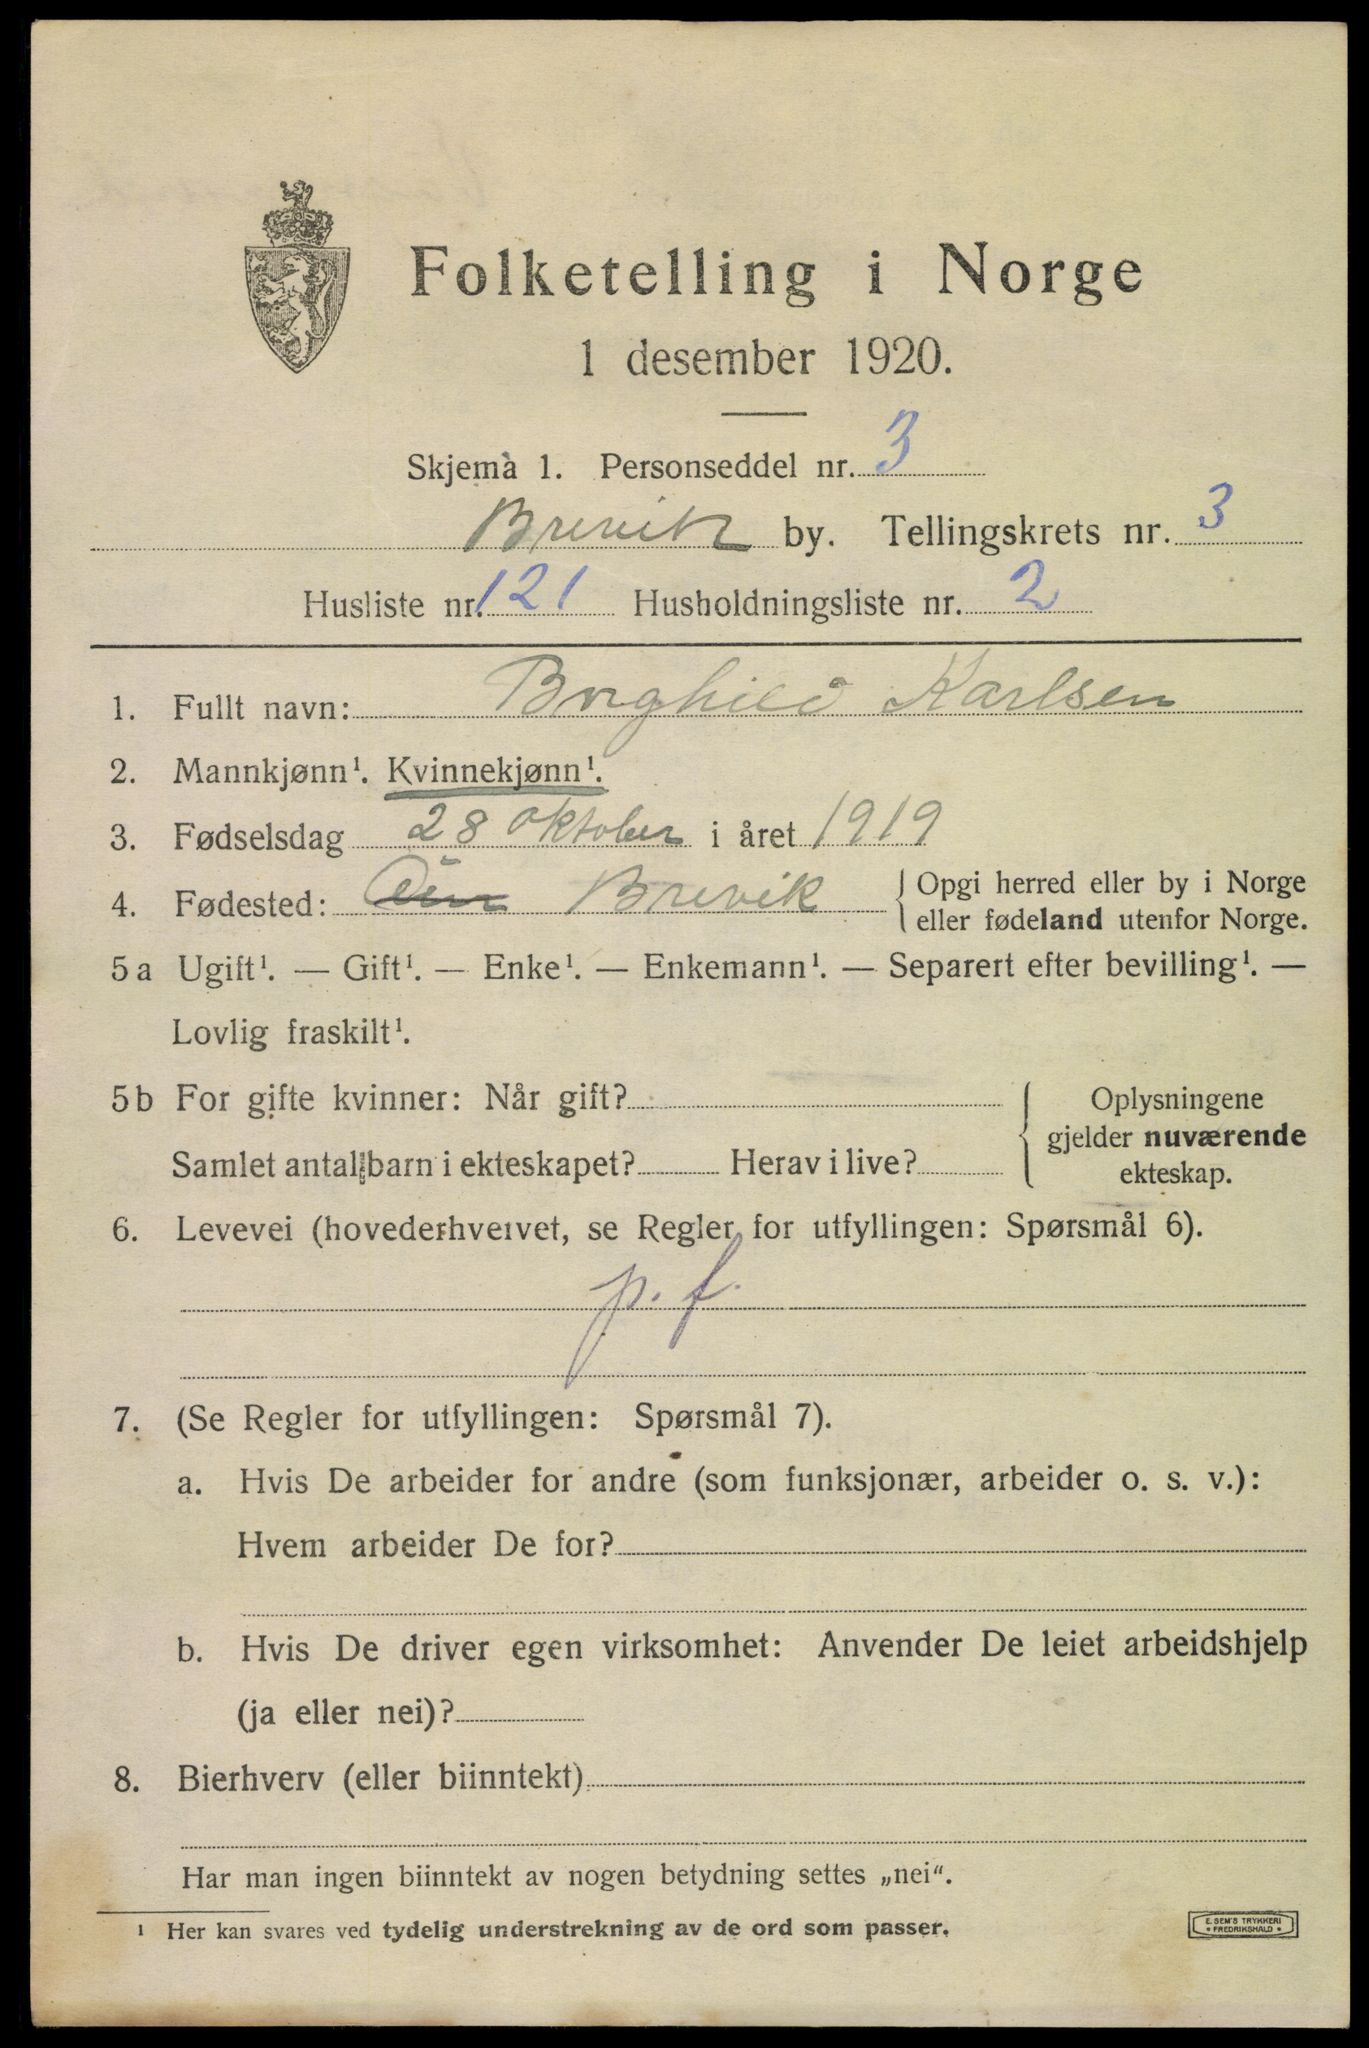 Folketelling i Norge
1 desember 1920.
Skjema 1. Personseddel nr. 3
Brevik by. Tellingskrets nr. 3
Husliste nr. 121 Husholdningsliste nr. 2
1. Fullt navn: Borghild Karlsen
2. Mannkjønn¹. Kvinnekjønn¹.
3. Fødselsdag 28 oktober i året 1919
4. Fødested: Brevik { Opgi herred eller by i Norge
eller fødeland utenfor Norge.
5a Ugift¹. — Gift¹. — Enke¹. — Enkemann¹. — Separert efter bevilling¹. —
Lovlig fraskilt¹.
5b For gifte kvinner: Når gift? } Oplysningene
gjelder nuværende
Samlet antal barn i ekteskapet? Herav i live? ekteskap.
6. Levevei (hovederhvervet, se Regler for utfyllingen: Spørsmål 6).
p. f.
7. (Se Regler for utfyllingen: Spørsmål 7).
a. Hvis De arbeider for andre (som funksjonær, arbeider o. s. v.):
Hvem arbeider De for?
b. Hvis De driver egen virksomhet: Anvender De leiet arbeidshjelp
(ja eller nei)?
8. Bierhverv (eller biinntekt)
Har man ingen biinntekt av nogen betydning settes „nei“.
¹ Her kan svares ved tydelig understrekning av de ord som passer.
E. SEM'S TRYKKERI
• FREDRIKSHALD •